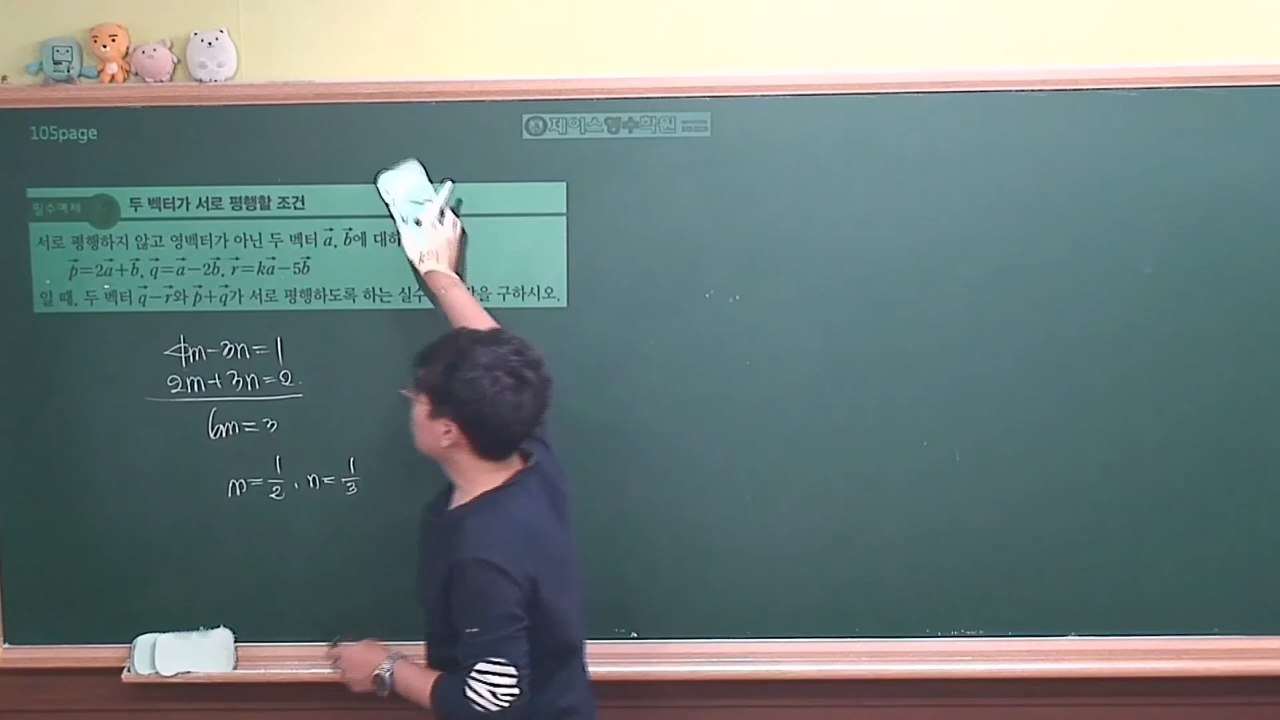 105page
제이스영수학원
필수예제 두 벡터가 서로 평행할 조건
서로 평행하지 않고 영벡터가 아닌 두 벡터 a⃗, b⃗에 대하
p⃗=2a⃗+b⃗, q⃗=a⃗-2b⃗, r⃗=ka⃗-5b⃗
일 때, 두 벡터 q⃗-r⃗와 p⃗+q⃗가 서로 평행하도록 하는 실수 을 구하시오.
4m-3n=1
2m+3n=2.
6m=3
m=1/2, n=1/3